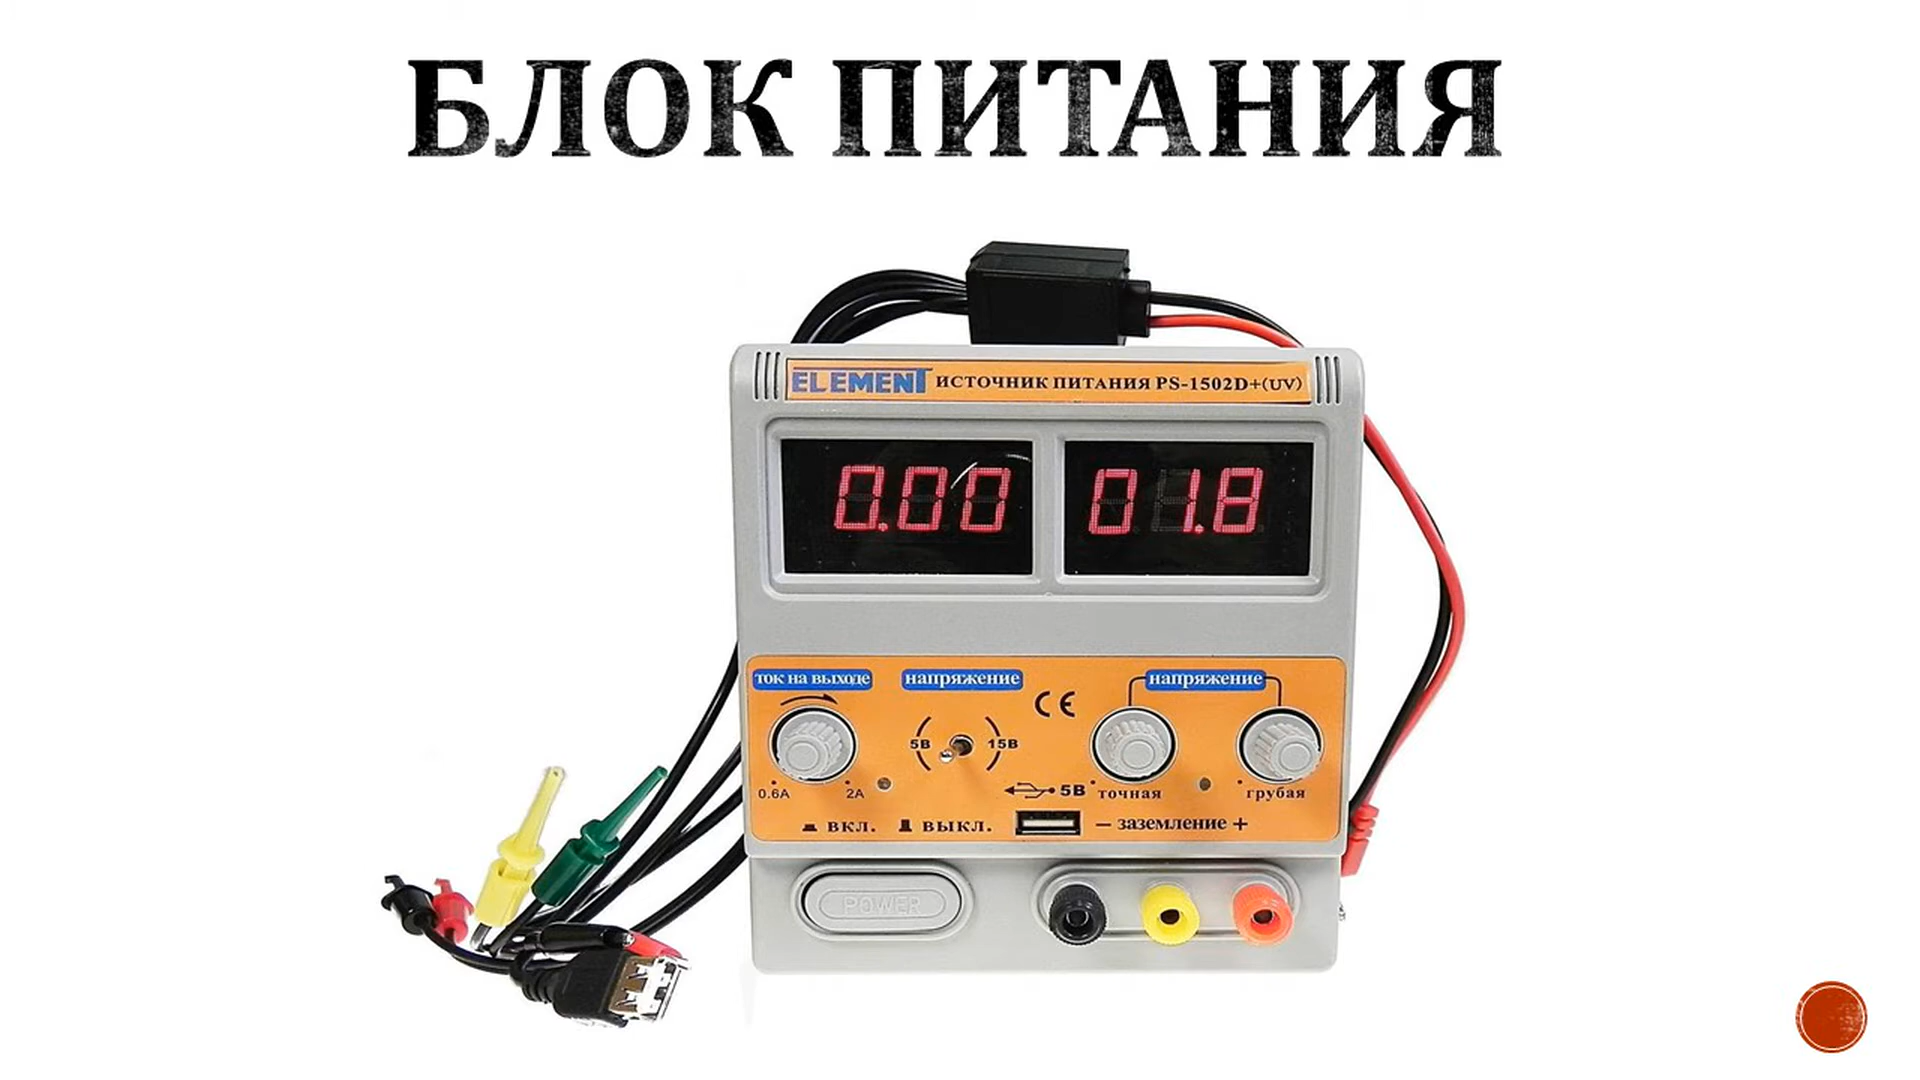 БЛОК ПИТАНИЯ
ELEMENT ИСТОЧНИК ПИТАНИЯ PS-1502D+(UV)
0.00 01.8
ток на выходе напряжение напряжение
CE
5В 15В
0.6A 2A 5В точная грубая
вкл. выкл. – заземление +
POWER